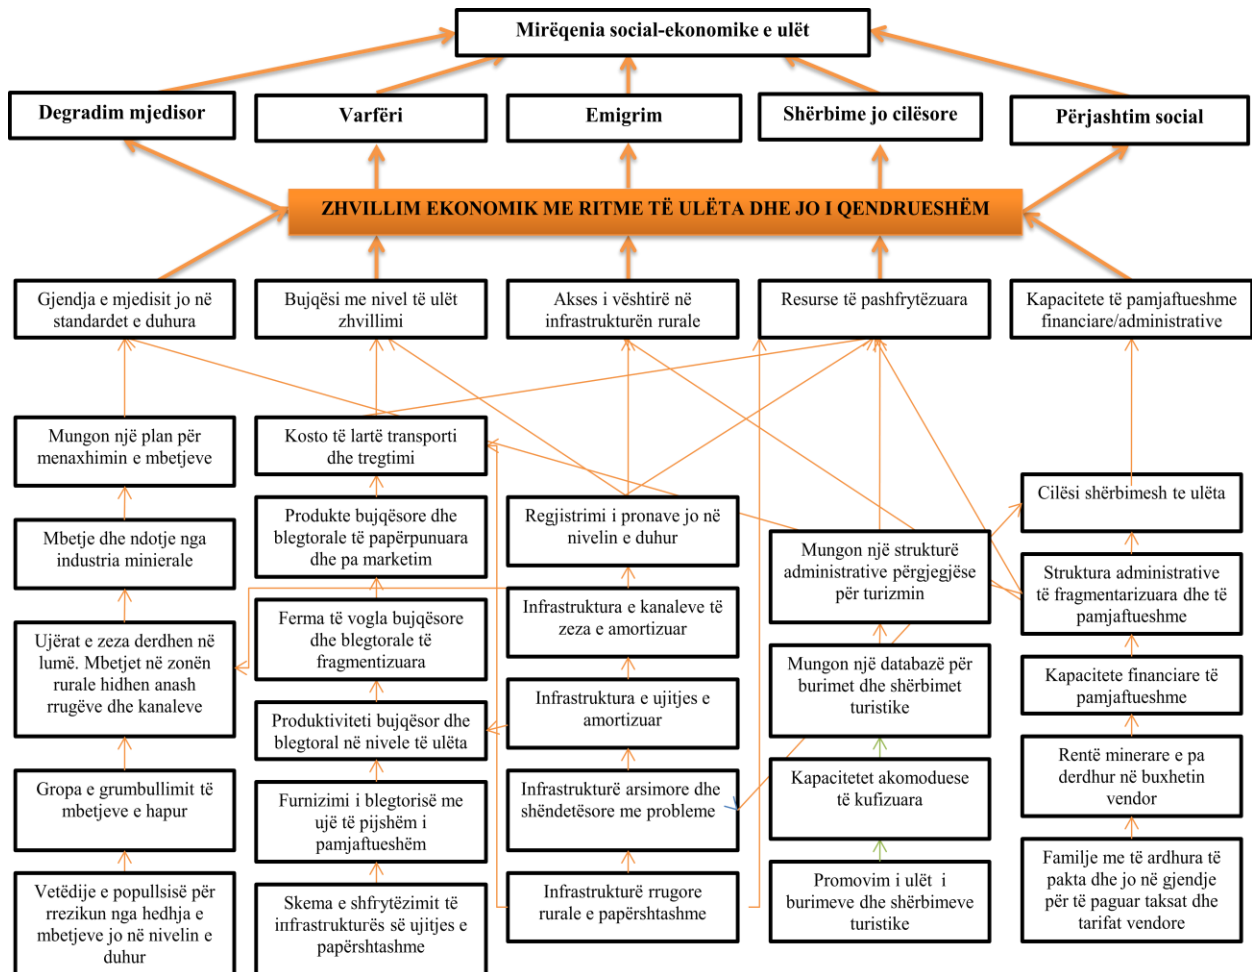 Mirëqenia social-ekonomike e ulët
Degradim mjedisor
Varfëri
Emigrim
Shërbime jo cilësore
Përjashtim social
ZHVILLIM EKONOMIK ME RITME TË ULËTA DHE JO I QENDRUESHËM
Gjendja e mjedisit jo në
standardet e duhura
Bujqësi me nivel të ulët
zhvillimi
Akses i vështirë në
infrastrukturën rurale
Resurse të pashfrytëzuara
Kapacitete të pamjaftueshme
financiare/administrative
Mungon një plan për
menaxhimin e mbetjeve
Mbetje dhe ndotje nga
industria minierale
Ujërat e zeza derdhen në
lumë. Mbetjet në zonën
rurale hidhen anash
rrugëve dhe kanaleve
Gropa e grumbullimit të
mbetjeve e hapur
Vetëdije e popullsisë për
rrezikun nga hedhja e
mbetjeve jo në nivelin e
duhur
Kosto të lartë transporti
dhe tregtimi
Produkte bujqësore dhe
blegtorale të papërpunuara
dhe pa marketim
Ferma të vogla bujqësore
dhe blegtorale të
fragmentizuara
Produktiviteti bujqësor dhe
blegtoral në nivele të ulëta
Furnizimi i blegtorisë me
ujë të pijshëm i
pamjaftueshëm
Skema e shfrytëzimit të
infrastrukturës së ujitjes e
papërshtashme
Regjistrimi i pronave jo në
nivelin e duhur
Infrastruktura e kanaleve të
zeza e amortizuar
Infrastruktura e ujitjes e
amortizuar
Infrastrukturë arsimore dhe
shëndetësore me probleme
Infrastrukturë rrugore
rurale e papërshtashme
Mungon një strukturë
administrative përgjegjëse
për turizmin
Mungon një databazë për
burimet dhe shërbimet
turistike
Kapacitetet akomoduese
të kufizuara
Promovim i ulët i
burimeve dhe shërbimeve
turistike
Cilësi shërbimesh te ulëta
Struktura administrative
të fragmentarizuara dhe të
pamjaftueshme
Kapacitete financiare të
pamjaftueshme
Rentë minerare e pa
derdhur në buxhetin
vendor
Familje me të ardhura të
pakta dhe jo në gjendje
për të paguar taksat dhe
tarifat vendore